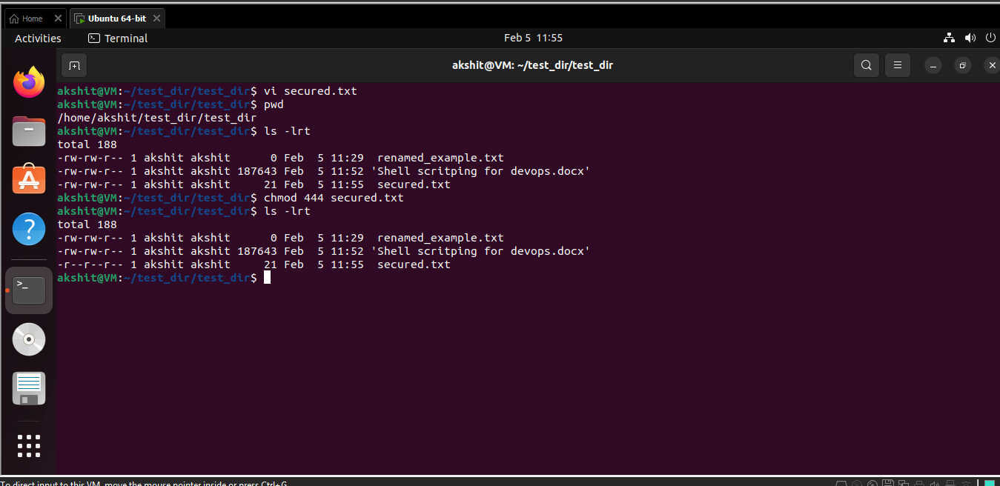 Home
Ubuntu 64-bit
Activities Terminal Feb 5 11:55
akshit@VM: ~/test_dir/test_dir
akshit@VM:~/test_dir/test_dir$ vi secured.txt
akshit@VM:~/test_dir/test_dir$ pwd
/home/akshit/test_dir/test_dir
akshit@VM:~/test_dir/test_dir$ ls -lrt
total 188
-rw-rw-r-- 1 akshit akshit      0 Feb  5 11:29  renamed_example.txt
-rw-rw-r-- 1 akshit akshit 187643 Feb  5 11:52 'Shell scritping for devops.docx'
-rw-rw-r-- 1 akshit akshit     21 Feb  5 11:55  secured.txt
akshit@VM:~/test_dir/test_dir$ chmod 444 secured.txt
akshit@VM:~/test_dir/test_dir$ ls -lrt
total 188
-rw-rw-r-- 1 akshit akshit      0 Feb  5 11:29  renamed_example.txt
-rw-rw-r-- 1 akshit akshit 187643 Feb  5 11:52 'Shell scritping for devops.docx'
-r--r--r-- 1 akshit akshit     21 Feb  5 11:55  secured.txt
akshit@VM:~/test_dir/test_dir$
To direct input to this VM, move the mouse pointer inside or press Ctrl+G.